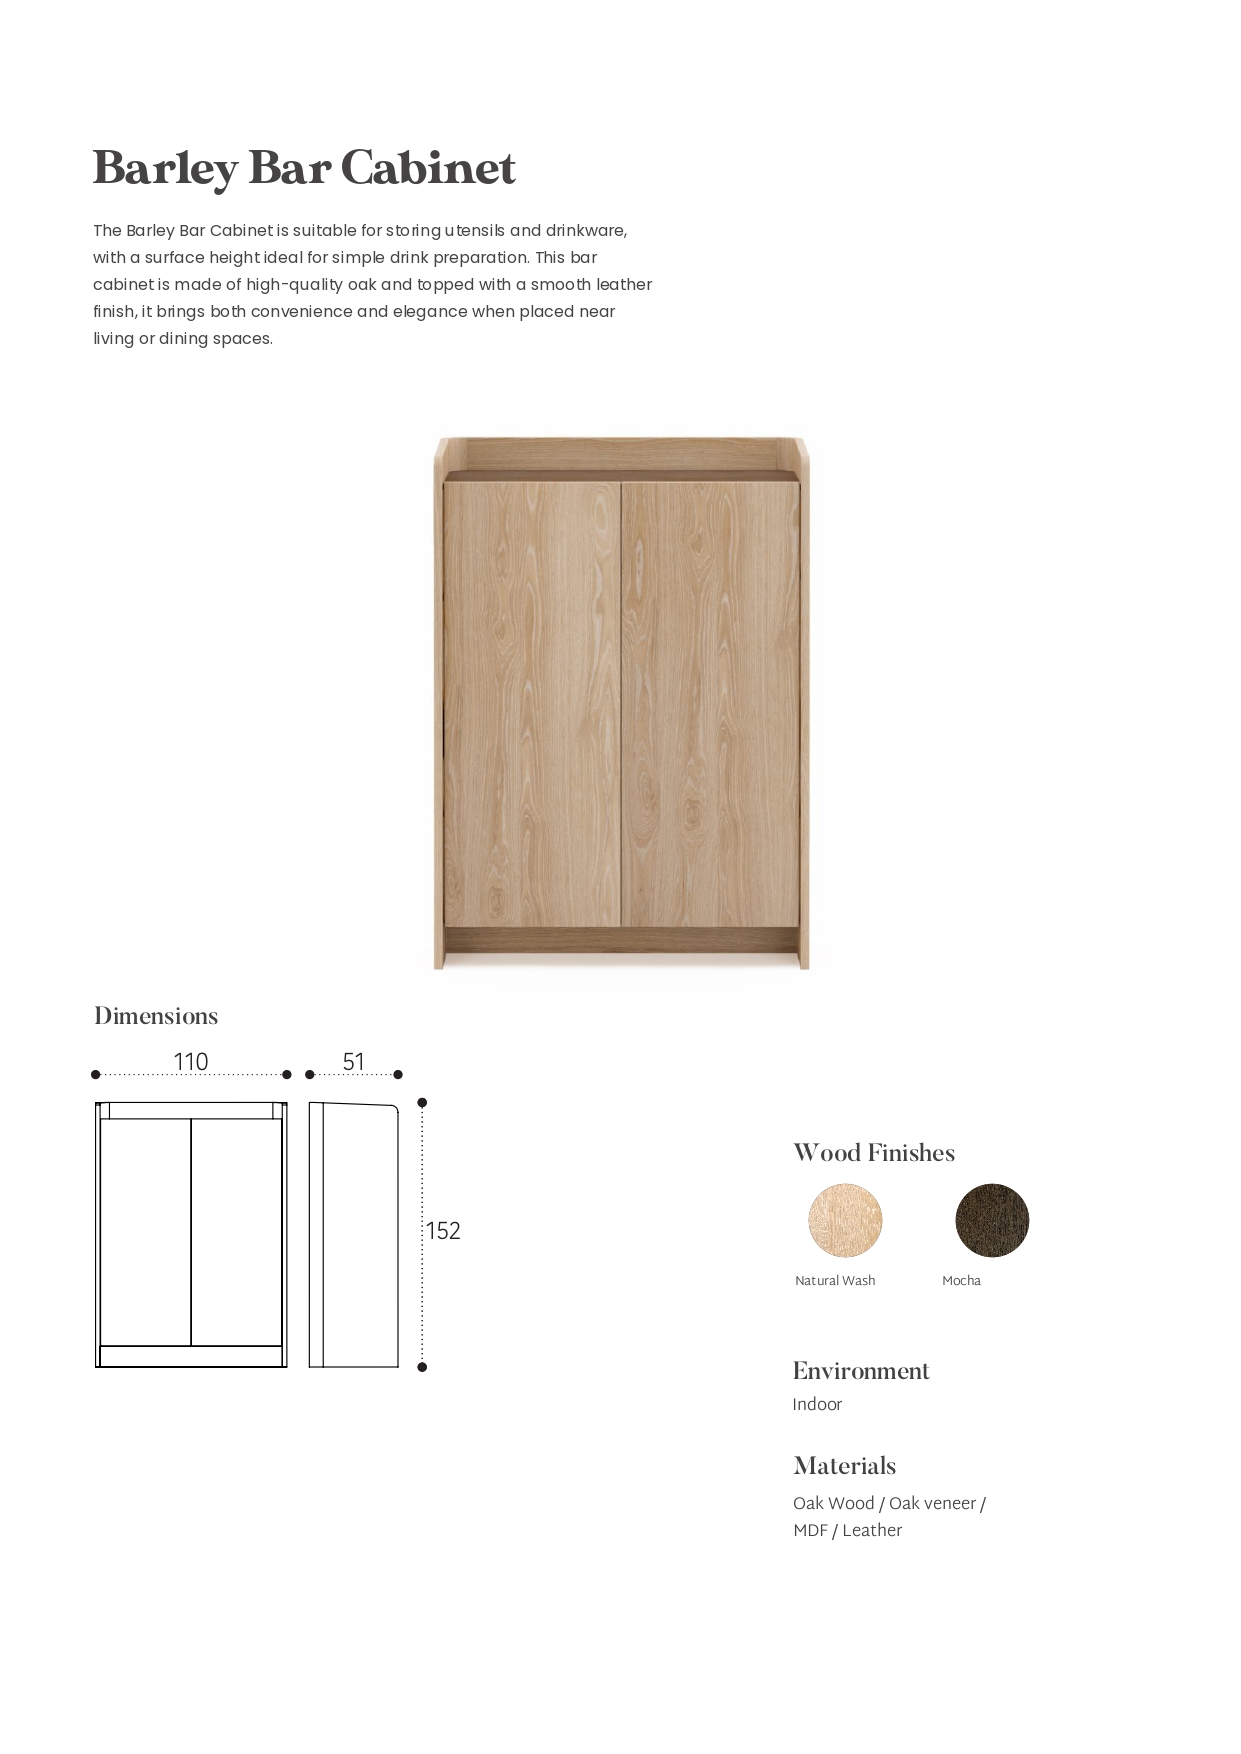 Barley Bar Cabinet
The Barley Bar Cabinet is suitable for storing utensils and drinkware,
with a surface height ideal for simple drink preparation. This bar
cabinet is made of high-quality oak and topped with a smooth leather
finish, it brings both convenience and elegance when placed near
living or dining spaces.
Dimensions
110
51
152
Wood Finishes
Natural Wash
Mocha
Environment
Indoor
Materials
Oak Wood / Oak veneer /
MDF / Leather